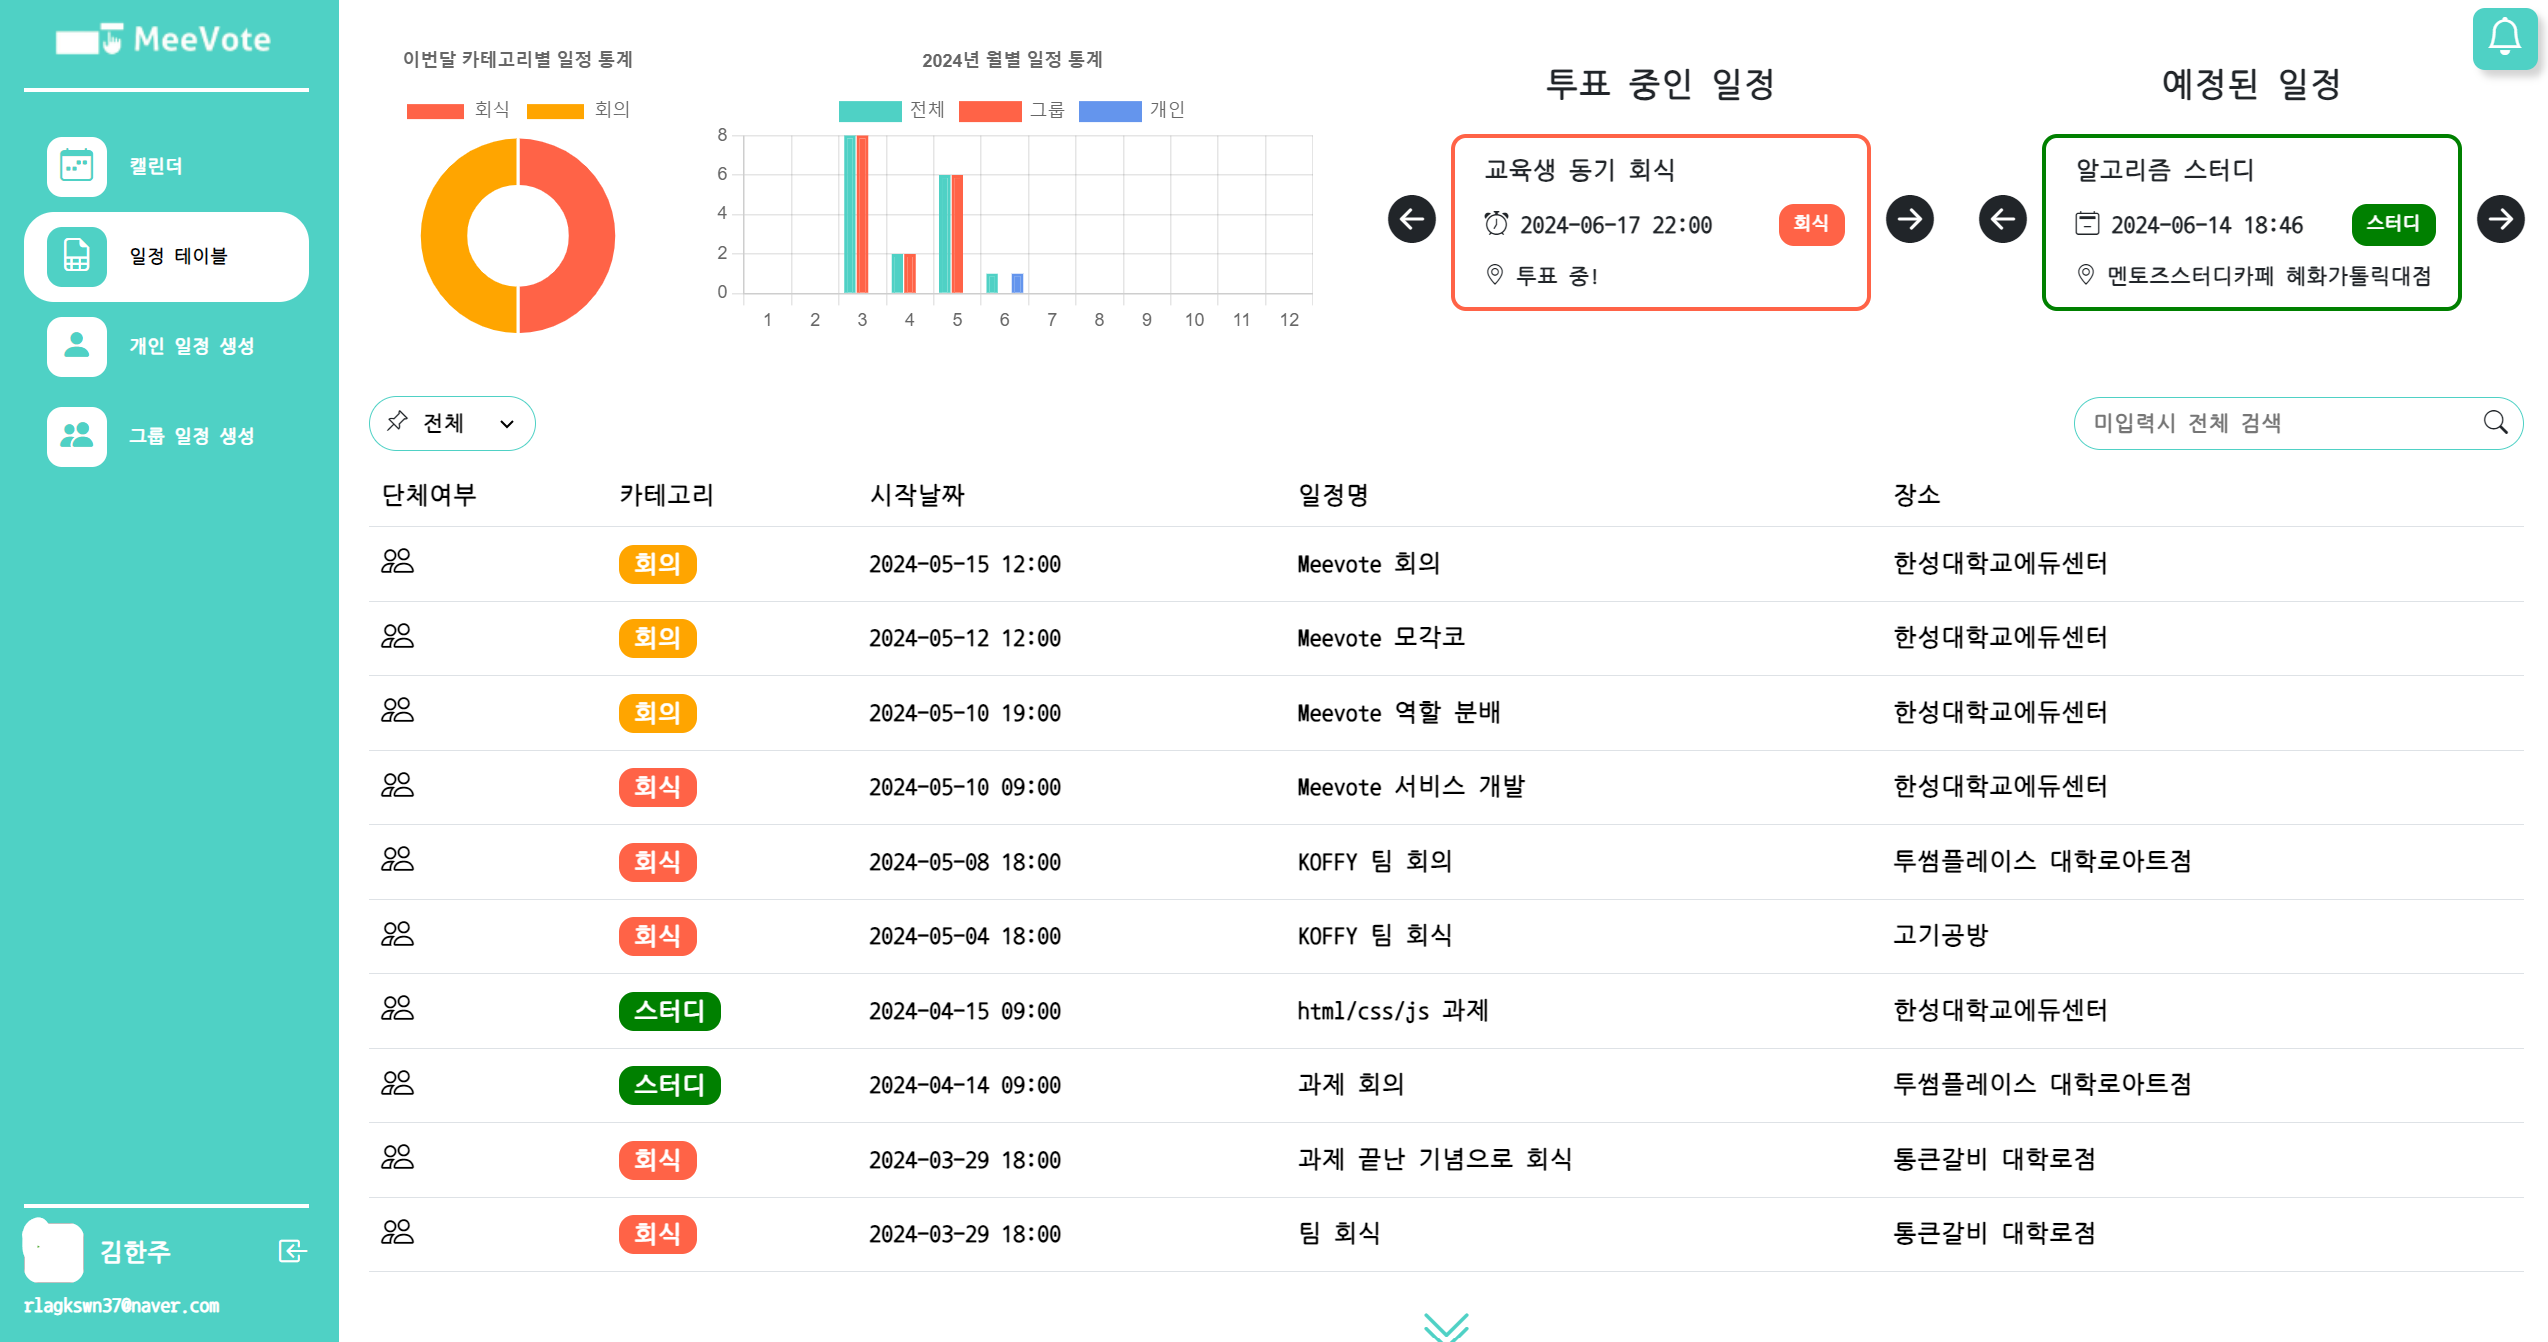 MeeVote
캘린더
일정 테이블
개인 일정 생성
그룹 일정 생성
김한주
rlagkswn37@naver.com
이번달 카테고리별 일정 통계
회식 회의
2024년 월별 일정 통계
전체 그룹 개인
8
6
4
2
0
1 2 3 4 5 6 7 8 9 10 11 12
투표 중인 일정
교육생 동기 회식
2024-06-17 22:00 회식
투표 중!
예정된 일정
알고리즘 스터디
2024-06-14 18:46 스터디
멘토즈스터디카페 혜화가톨릭대점
전체
미입력시 전체 검색
단체여부 카테고리 시작날짜 일정명 장소
회의 2024-05-15 12:00 Meevote 회의 한성대학교에듀센터
회의 2024-05-12 12:00 Meevote 모각코 한성대학교에듀센터
회의 2024-05-10 19:00 Meevote 역할 분배 한성대학교에듀센터
회식 2024-05-10 09:00 Meevote 서비스 개발 한성대학교에듀센터
회식 2024-05-08 18:00 KOFFY 팀 회의 투썸플레이스 대학로아트점
회식 2024-05-04 18:00 KOFFY 팀 회식 고기공방
스터디 2024-04-15 09:00 html/css/js 과제 한성대학교에듀센터
스터디 2024-04-14 09:00 과제 회의 투썸플레이스 대학로아트점
회식 2024-03-29 18:00 과제 끝난 기념으로 회식 통큰갈비 대학로점
회식 2024-03-29 18:00 팀 회식 통큰갈비 대학로점